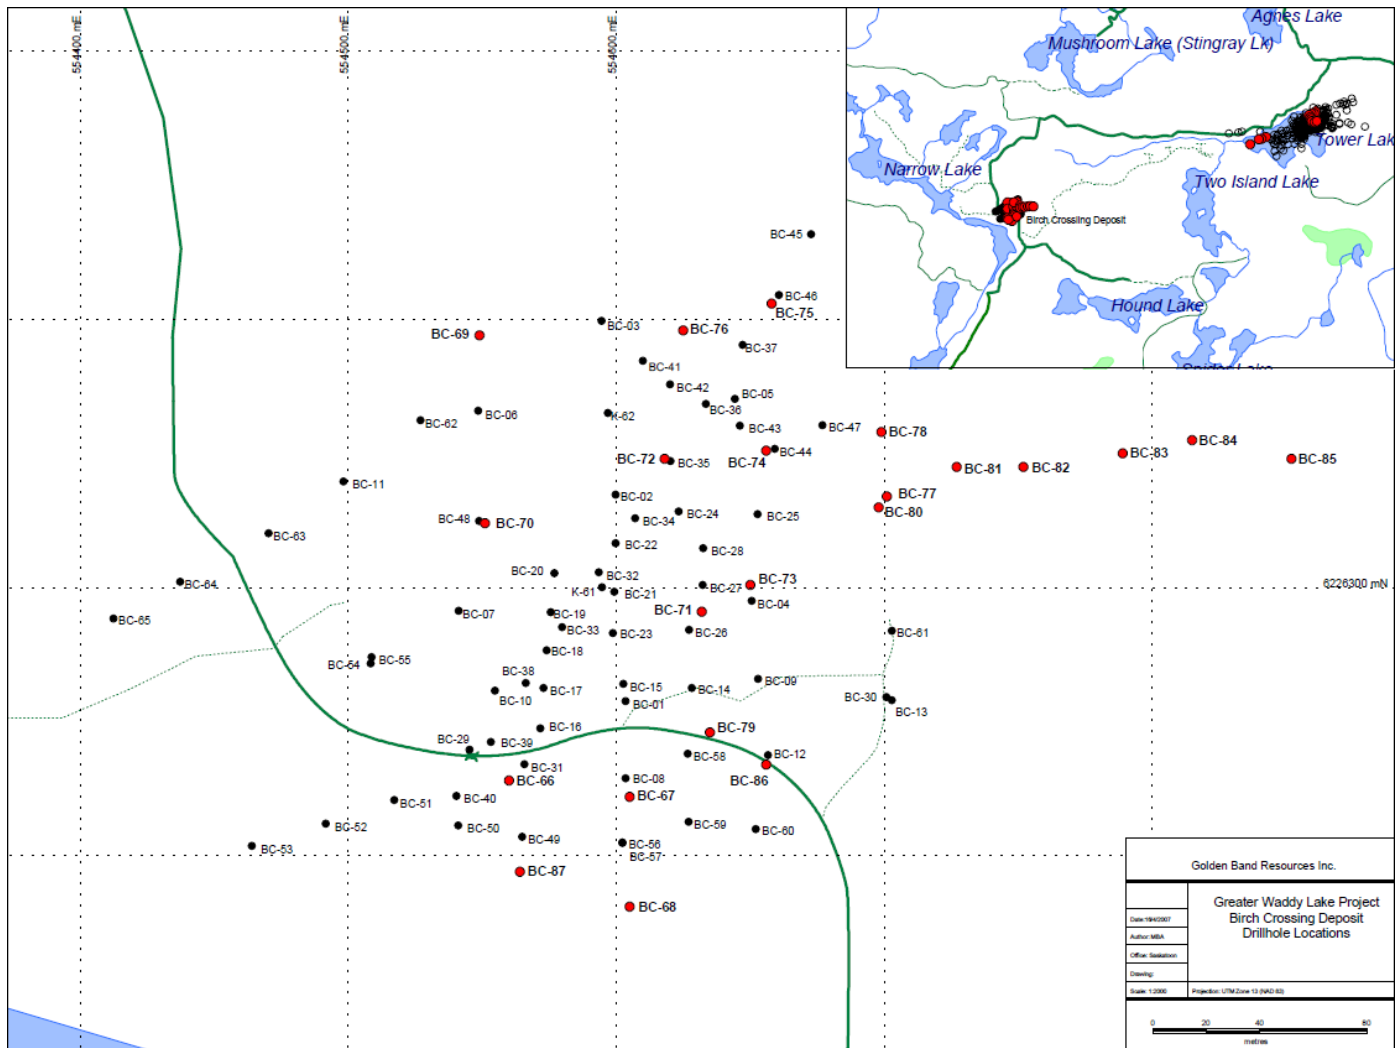 554400 mE
554500 mE
554600 mE
Agnes Lake
Mushroom Lake (Stingray Lk)
Tower Lak
Narrow Lake
Two Island Lake
Birch Crossing Deposit
Hound Lake
Spider Lake
BC-45
BC-46
BC-75
BC-03
BC-76
BC-69
BC-37
BC-41
BC-42
BC-05
BC-36
BC-06
K-62
BC-62
BC-43
BC-47
BC-78
BC-84
BC-44
BC-74
BC-72
BC-35
BC-83
BC-85
BC-81
BC-82
BC-11
BC-02
BC-77
BC-80
BC-24
BC-25
BC-34
BC-48
BC-70
BC-63
BC-22
BC-28
BC-20
BC-32
BC-64
K-61
BC-21
BC-27
BC-73
6226300 mN
BC-04
BC-07
BC-19
BC-71
BC-65
BC-33
BC-23
BC-26
BC-61
BC-18
BC-55
BC-54
BC-38
BC-09
BC-10
BC-17
BC-15
BC-14
BC-01
BC-30
BC-13
BC-16
BC-79
BC-29
BC-39
BC-58
BC-12
BC-31
BC-86
BC-66
BC-08
BC-67
BC-51
BC-40
BC-52
BC-50
BC-59
BC-60
BC-49
BC-56
BC-53
BC-57
BC-87
BC-68
Golden Band Resources Inc.
Greater Waddy Lake Project
Birch Crossing Deposit
Drillhole Locations
Author: MBA
Office: Saskatoon
Drawing:
Scale: 1:2000
Projection: UTM Zone 13 (NAD 83)
0 20 40 80
metres